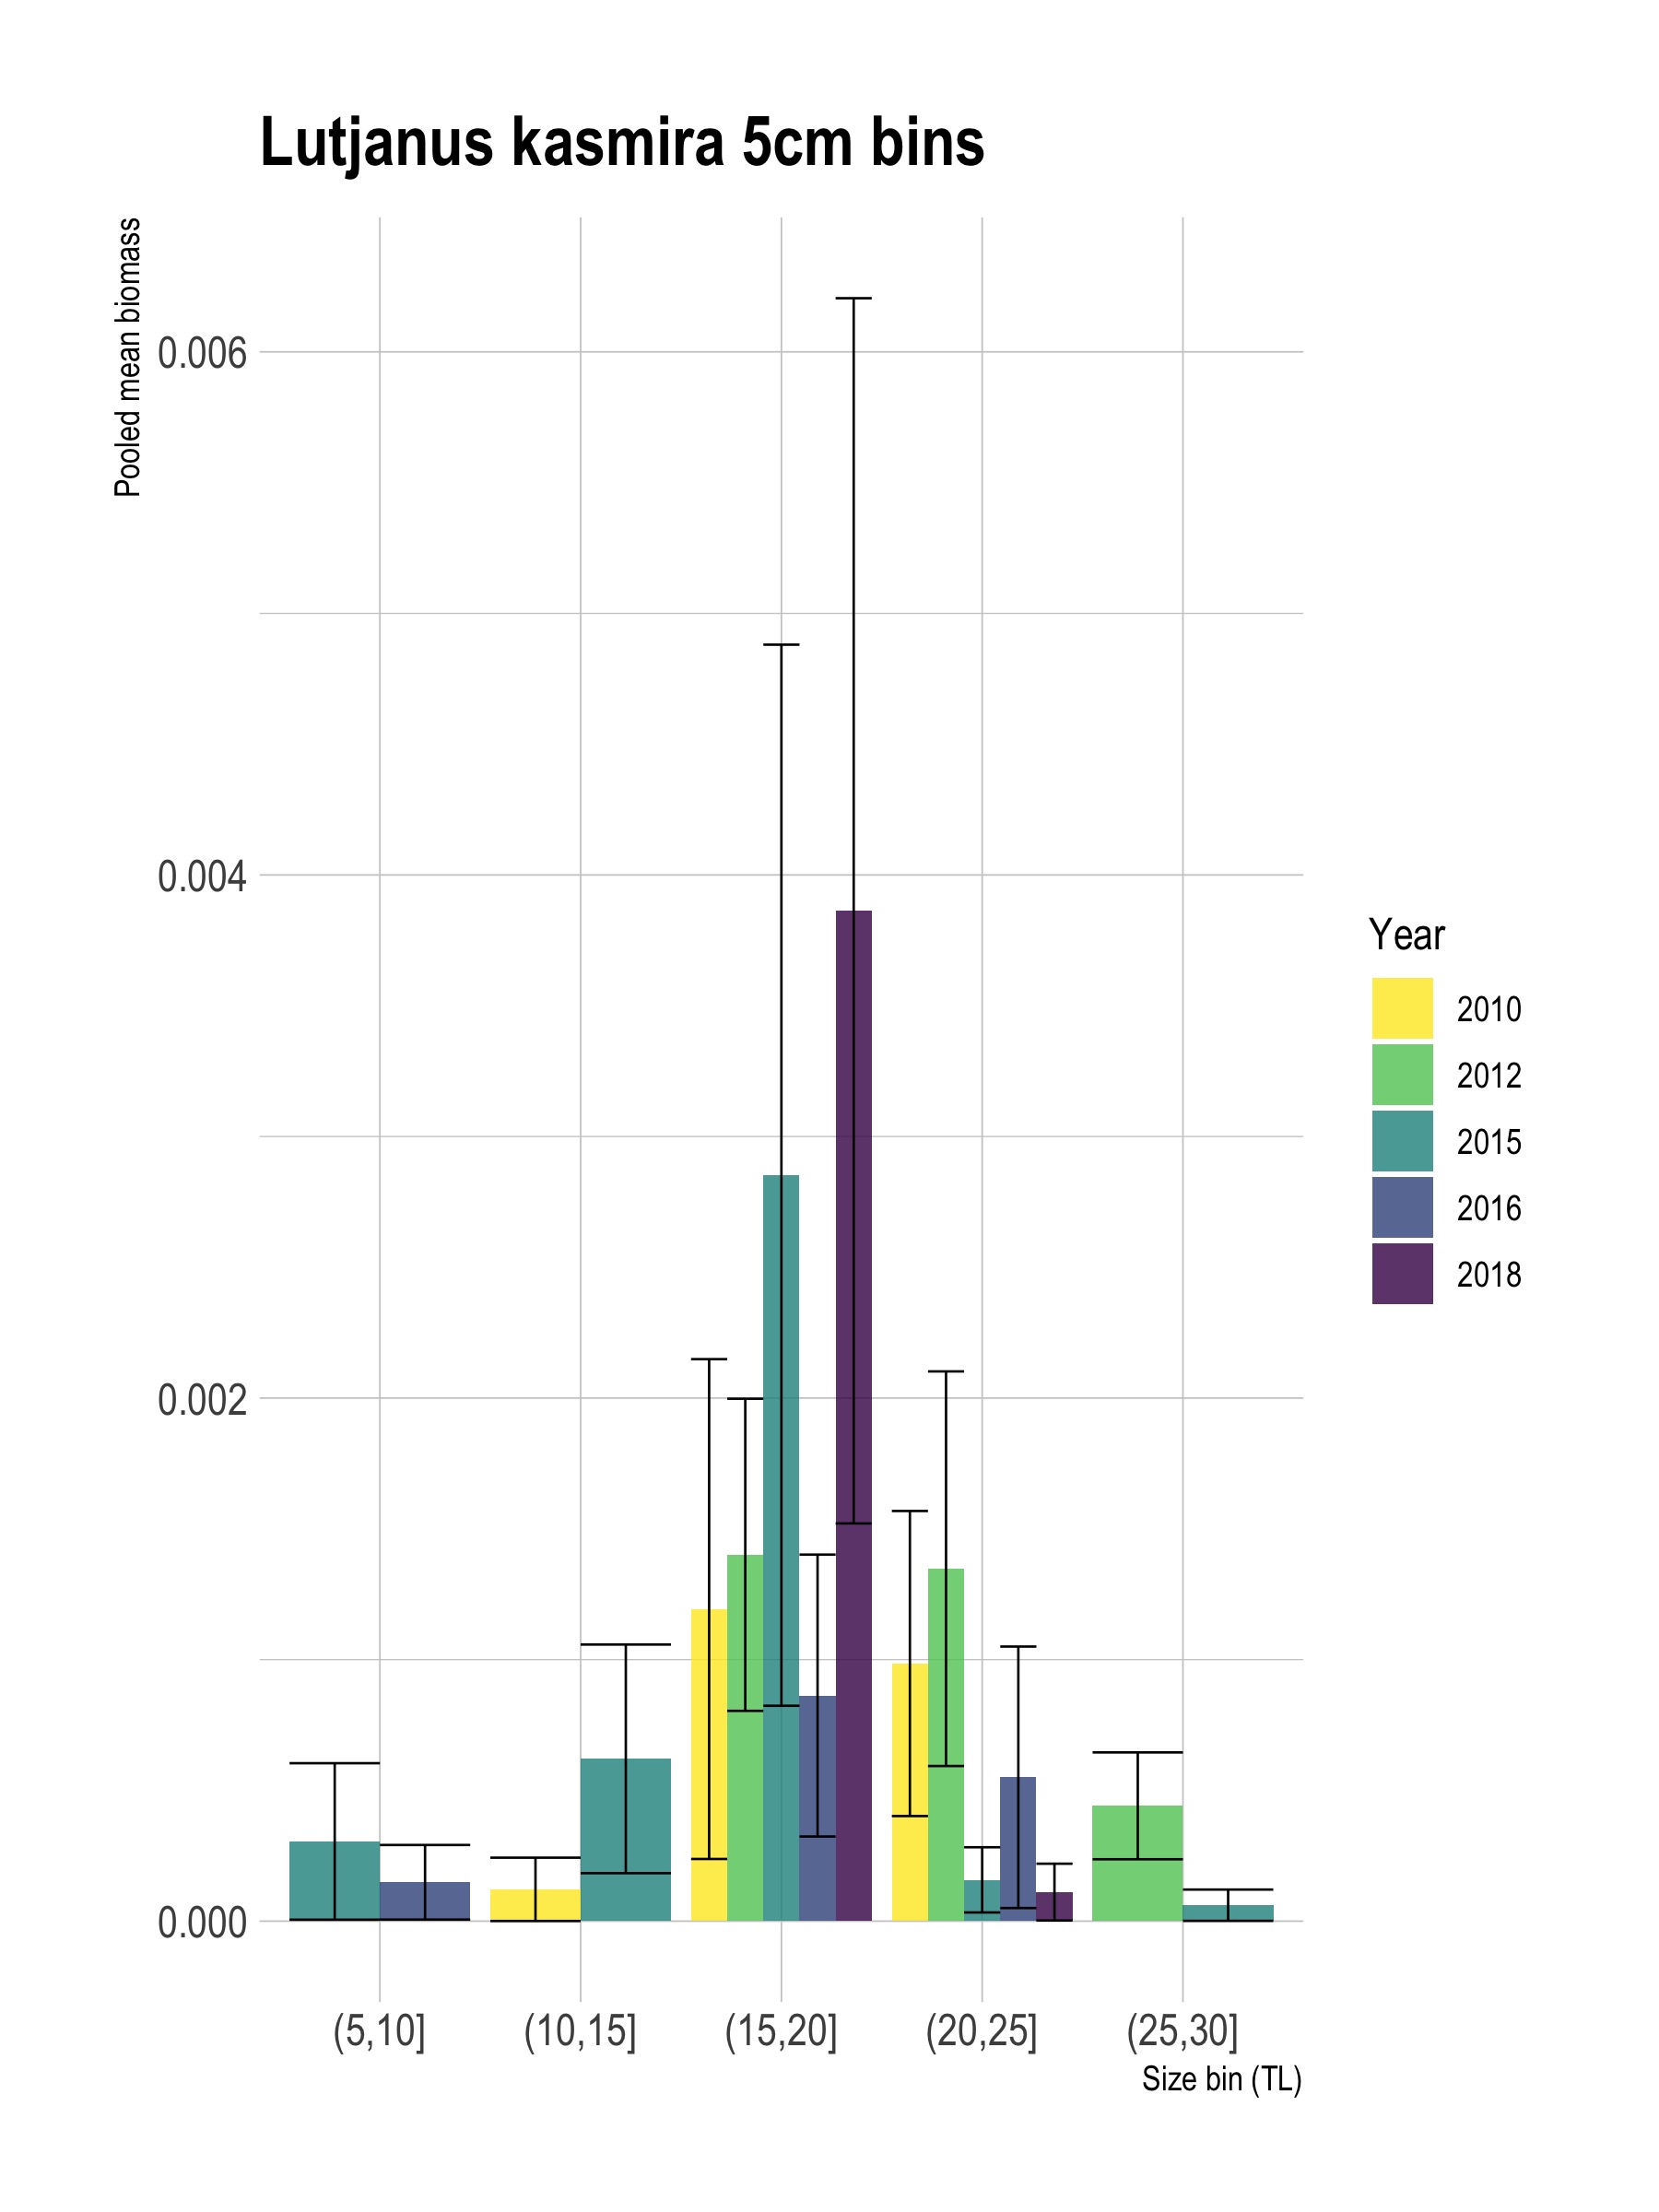 Lutjanus kasmira 5cm bins
Pooled mean biomass
0.006
0.004
0.002
0.000
(5,10] (10,15] (15,20] (20,25] (25,30]
Size bin (TL)
Year
2010
2012
2015
2016
2018